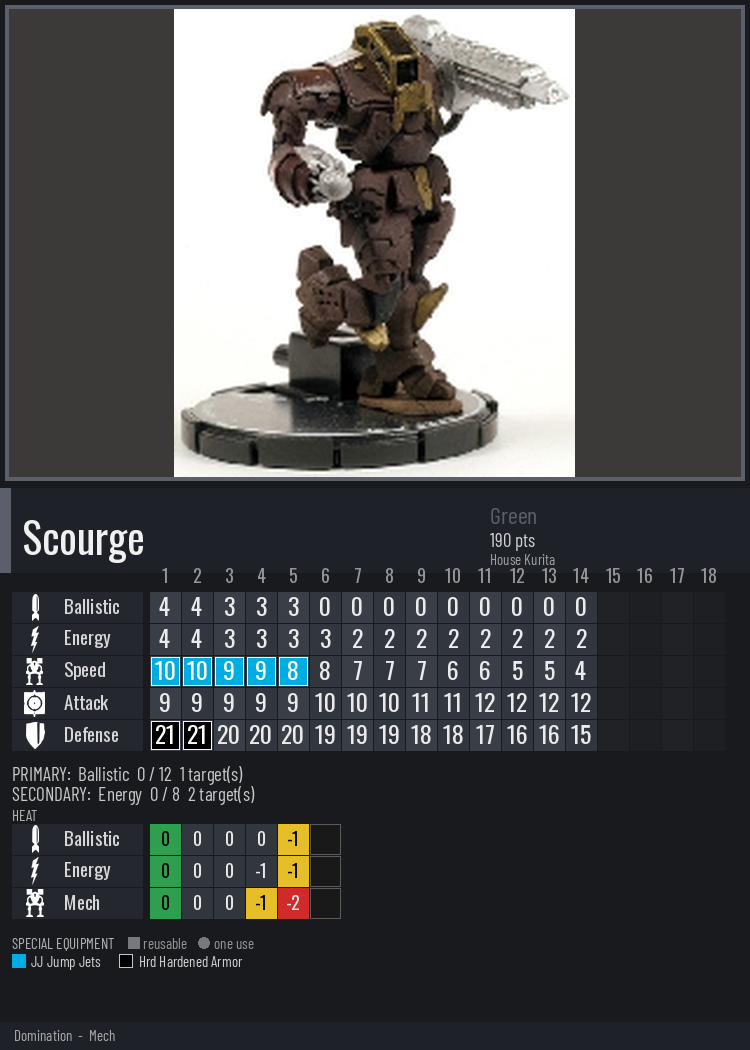 Scourge
Green
190 pts
House Kurita
1 2 3 4 5 6 7 8 9 10 11 12 13 14 15 16 17 18
Ballistic 4 4 3 3 3 0 0 0 0 0 0 0 0 0
Energy 4 4 3 3 3 3 2 2 2 2 2 2 2 2
Speed 10 10 9 9 8 8 7 7 7 6 6 5 5 4
Attack 9 9 9 9 9 10 10 10 11 11 12 12 12 12
Defense 21 21 20 20 20 19 19 19 18 18 17 16 16 15
PRIMARY: Ballistic 0 / 12 1 target(s)
SECONDARY: Energy 0 / 8 2 target(s)
HEAT
Ballistic 0 0 0 0 -1
Energy 0 0 0 -1 -1
Mech 0 0 0 -1 -2
SPECIAL EQUIPMENT reusable one use
JJ Jump Jets Hrd Hardened Armor
Domination - Mech